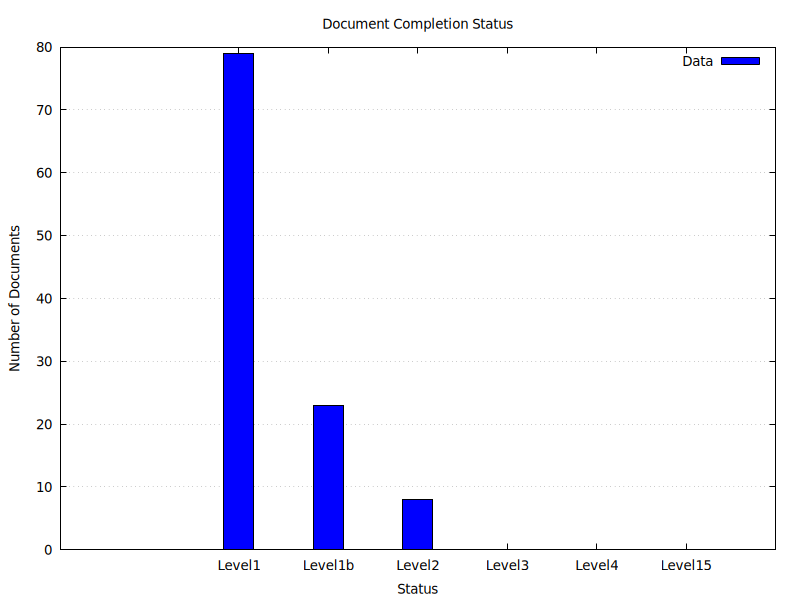 Document Completion Status
Data
80
70
60
50
40
30
20
10
0
Number of Documents
Level1 Level1b Level2 Level3 Level4 Level15
Status